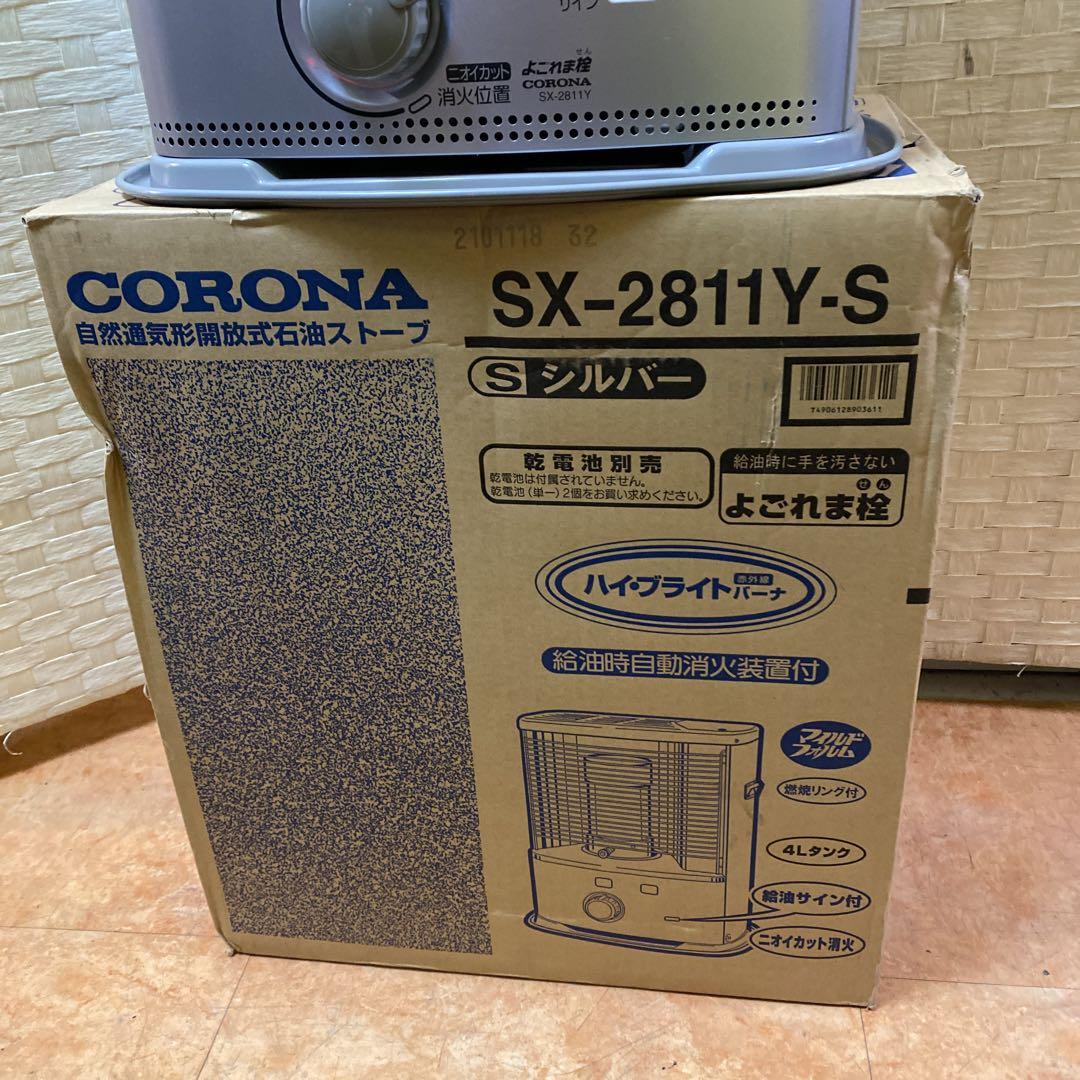 サイン
ニオイカット
消火位置
せん
よごれま栓
CORONA
SX-2811Y
2101118 32
CORONA
自然通気形開放式石油ストーブ
SX-2811Y-S
S シルバー
T4906128903611
乾電池別売
乾電池は付属されていません。
乾電池(単一)2個をお買い求めください。
給油時に手を汚さない
せん
よごれま栓
ハイ・ブライト 赤外線 バーナ
給油時自動消火装置付
マイルド
フォルム
燃焼リング付
4Lタンク
給油サイン付
ニオイカット消火